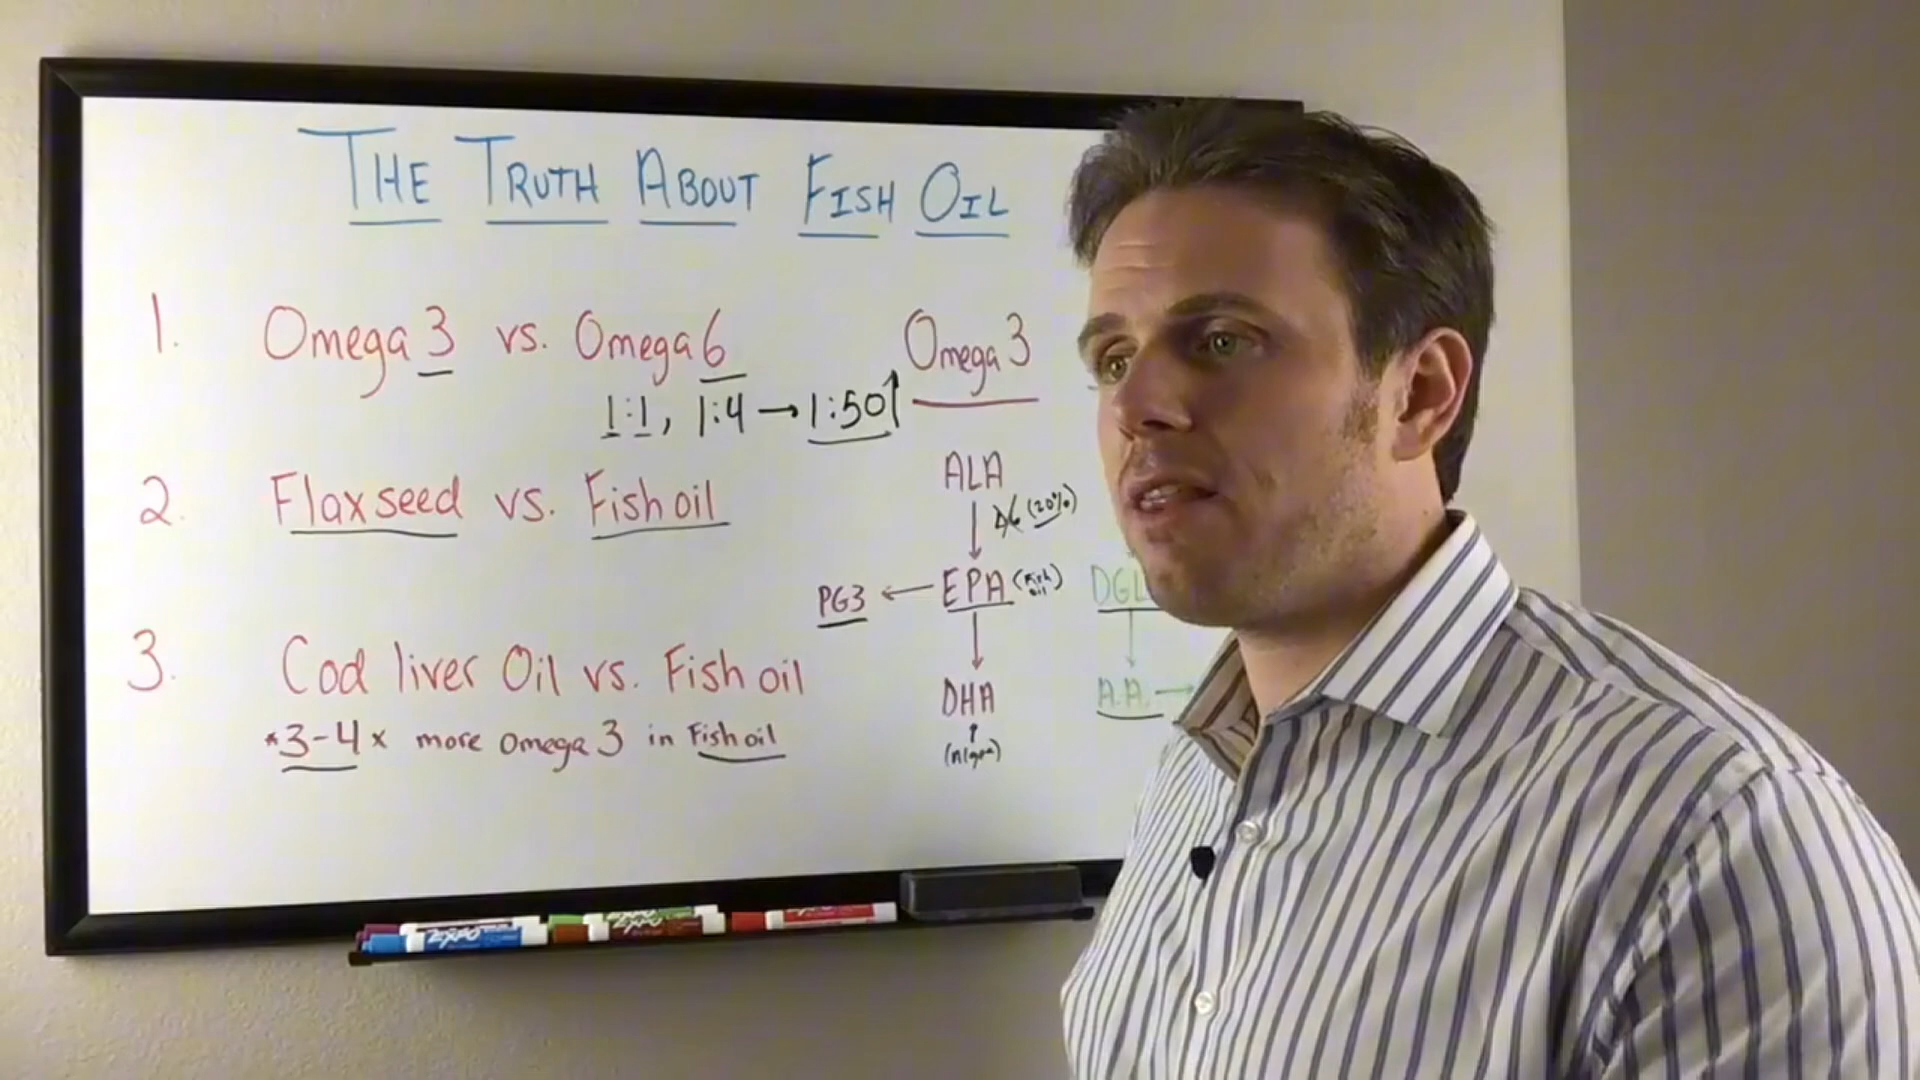 THE TRUTH ABOUT FISH OIL
1. Omega 3 vs. Omega 6
1:1, 1:4 → 1:50↑
2. Flaxseed vs. Fish oil
3. Cod liver Oil vs. Fish oil
*3-4x more omega 3 in Fish oil
Omega 3
ALA
(20%)
PG3 ← EPA (Fish oil)
DHA
DGL
A.A. →
EXPO
EXPO